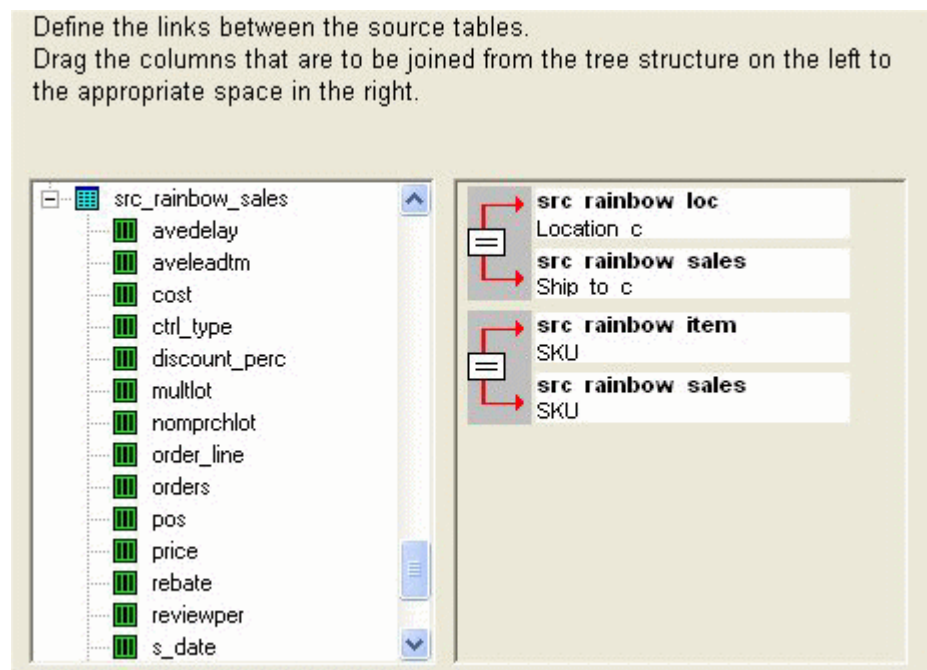 Define the links between the source tables.
Drag the columns that are to be joined from the tree structure on the left to
the appropriate space in the right.
src_rainbow_sales
avedelay
aveleadtm
cost
ctrl_type
discount_perc
multlot
nomprchlot
order_line
orders
pos
price
rebate
reviewper
s_date
src rainbow loc
Location c
src rainbow sales
Ship to c
src rainbow item
SKU
src rainbow sales
SKU